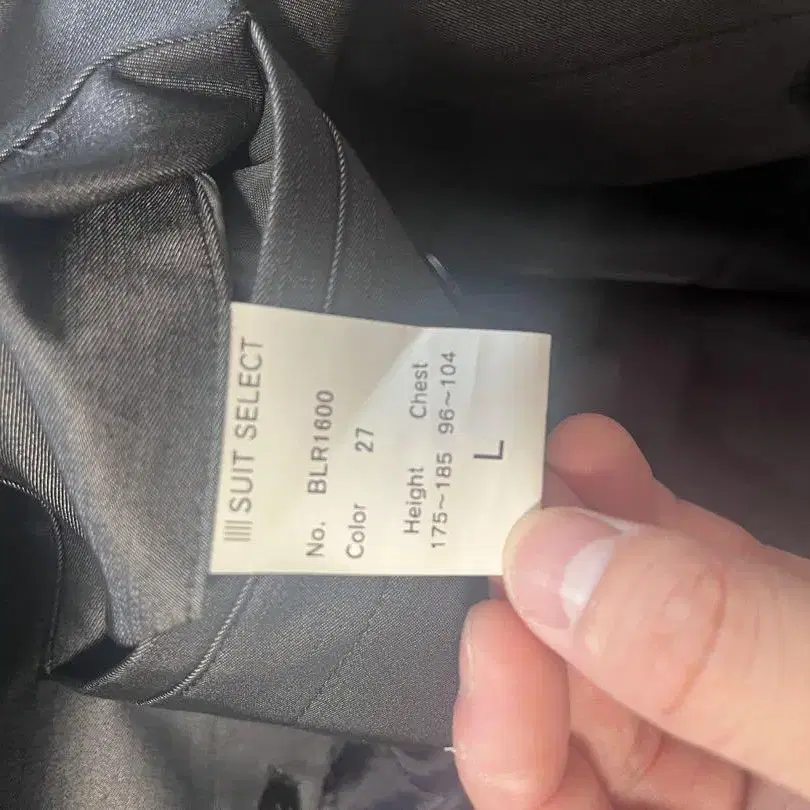 SUIT SELECT
No. BLR1600
Color 27
Height Chest
175~185 96~104
L